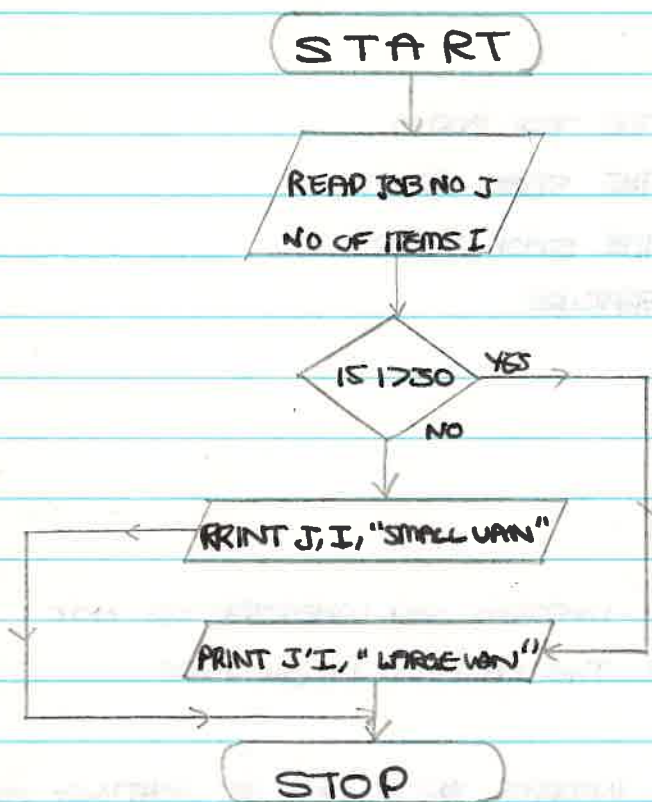 START
READ JOB NO J
NO OF ITEMS I
IS I>30
YES
NO
PRINT J, I, "SMALL VAN"
PRINT J'I, "LARGE VAN"
STOP